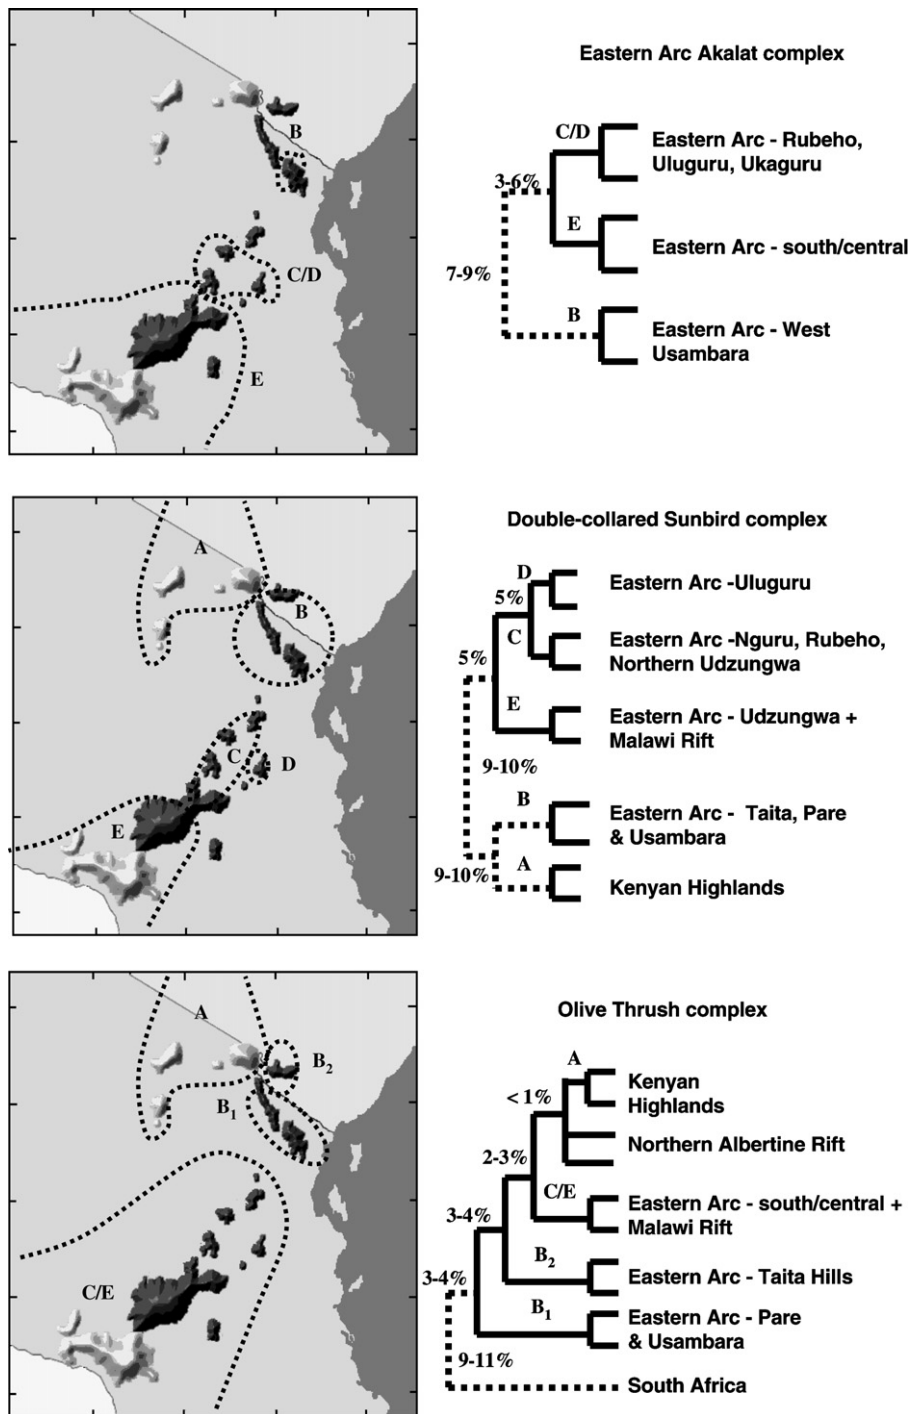 B
C/D
E
Eastern Arc Akalat complex
C/D
Eastern Arc - Rubeho,
Uluguru, Ukaguru
3-6%
E
Eastern Arc - south/central
7-9%
B
Eastern Arc - West
Usambara
A
B
C
D
E
Double-collared Sunbird complex
D
Eastern Arc -Uluguru
5%
C
Eastern Arc -Nguru, Rubeho,
Northern Udzungwa
5%
E
Eastern Arc - Udzungwa +
Malawi Rift
9-10%
B
Eastern Arc - Taita, Pare
& Usambara
9-10%
A
Kenyan Highlands
A
B₂
B₁
C/E
Olive Thrush complex
A
Kenyan
Highlands
< 1%
Northern Albertine Rift
2-3%
C/E
Eastern Arc - south/central +
Malawi Rift
3-4%
B₂
Eastern Arc - Taita Hills
3-4%
B₁
Eastern Arc - Pare
& Usambara
9-11%
South Africa